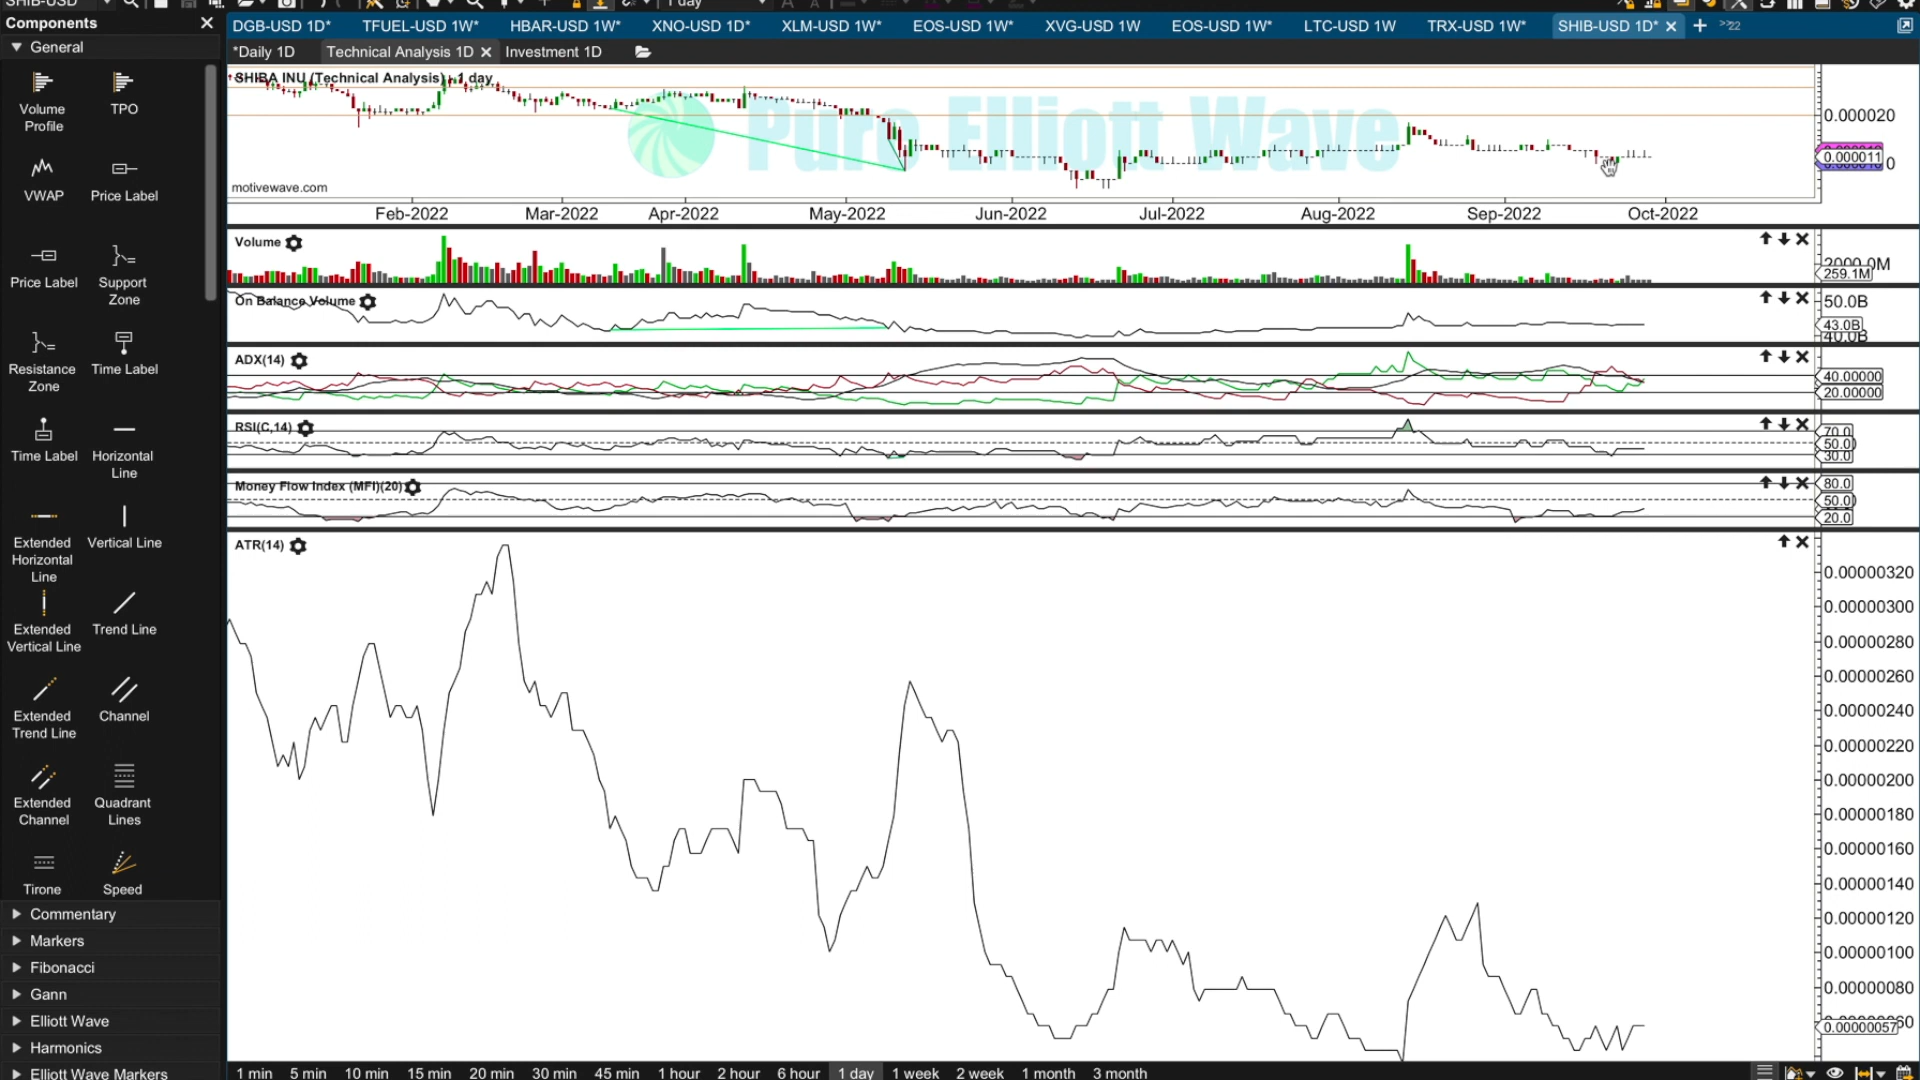 SHIB-USD
1 day
Components
DGB-USD 1D* TFUEL-USD 1W* HBAR-USD 1W* XNO-USD 1D* XLM-USD 1W* EOS-USD 1W* XVG-USD 1W EOS-USD 1W* LTC-USD 1W TRX-USD 1W* SHIB-USD 1D* 22
General
*Daily 1D Technical Analysis 1D Investment 1D
Volume Profile
TPO
VWAP
Price Label
Price Label
Support Zone
Resistance Zone
Time Label
Time Label
Horizontal Line
Extended Horizontal Line
Vertical Line
Extended Vertical Line
Trend Line
Extended Trend Line
Channel
Extended Channel
Quadrant Lines
Tirone
Speed
Commentary
Markers
Fibonacci
Gann
Elliott Wave
Harmonics
Elliott Wave Markers
SHIBA INU (Technical Analysis) - 1 day
Pure Elliott Wave
0.000020
0.000011
motivewave.com
Feb-2022 Mar-2022 Apr-2022 May-2022 Jun-2022 Jul-2022 Aug-2022 Sep-2022 Oct-2022
Volume
2000.0M
259.1M
On Balance Volume
50.0B
43.0B
40.0B
ADX(14)
40.00000
20.00000
RSI(C,14)
70.0
50.0
30.0
Money Flow Index (MFI)(20)
80.0
50.0
20.0
ATR(14)
0.00000320
0.00000300
0.00000280
0.00000260
0.00000240
0.00000220
0.00000200
0.00000180
0.00000160
0.00000140
0.00000120
0.00000100
0.00000080
0.00000057
1 min 5 min 10 min 15 min 20 min 30 min 45 min 1 hour 2 hour 6 hour 1 day 1 week 2 week 1 month 3 month